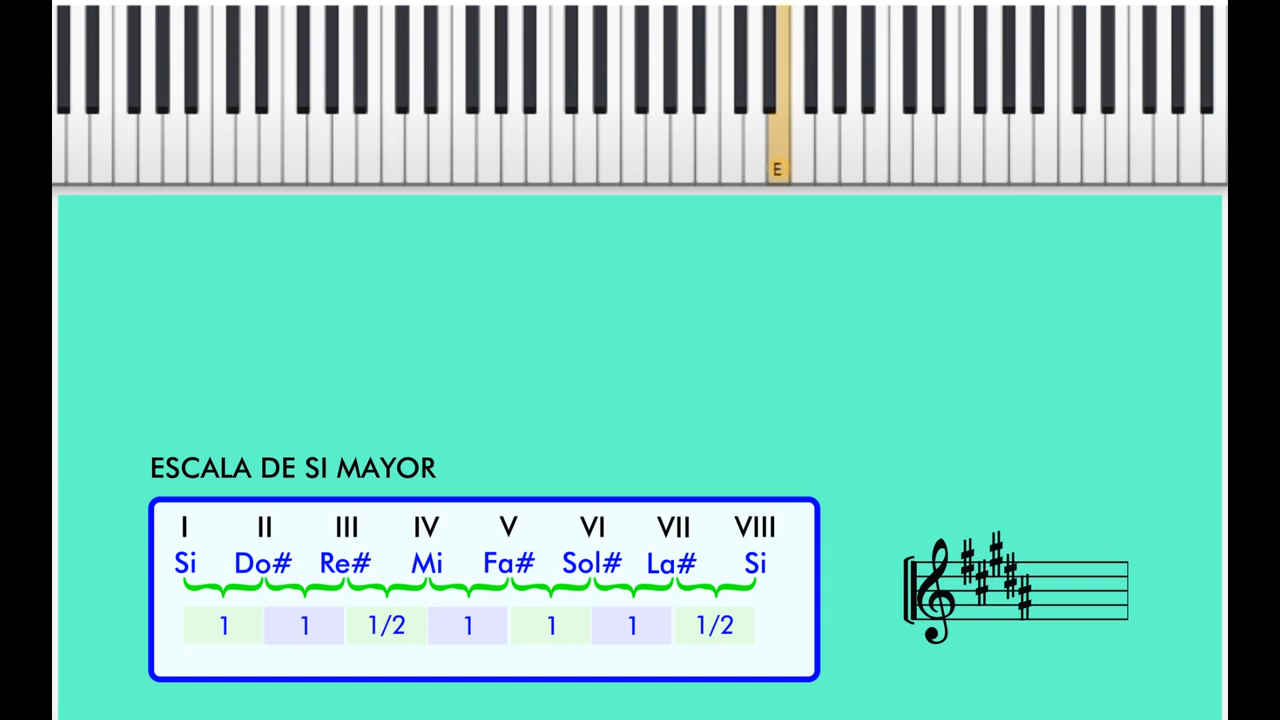 E
ESCALA DE SI MAYOR
I II III IV V VI VII VIII
Si Do# Re# Mi Fa# Sol# La# Si
1 1 1/2 1 1 1 1/2